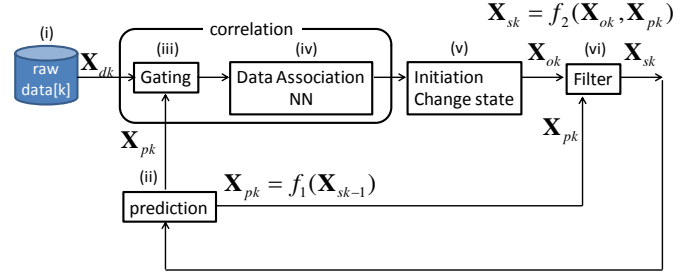 X_sk = f_2(X_ok, X_pk)
correlation
(i)
(iii)
(iv)
(v)
(vi)
raw
data[k]
X_dk
Gating
Data Association
NN
Initiation
Change state
X_ok
Filter
X_sk
X_pk
X_pk
(ii)
X_pk = f_1(X_sk-1)
prediction